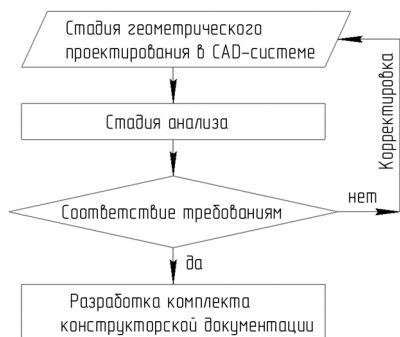 Стадия геометрического
проектирования в CAD-системе
Корректировка
Стадия анализа
Соответствие требованиям
нет
да
Разработка комплекта
конструкторской документации